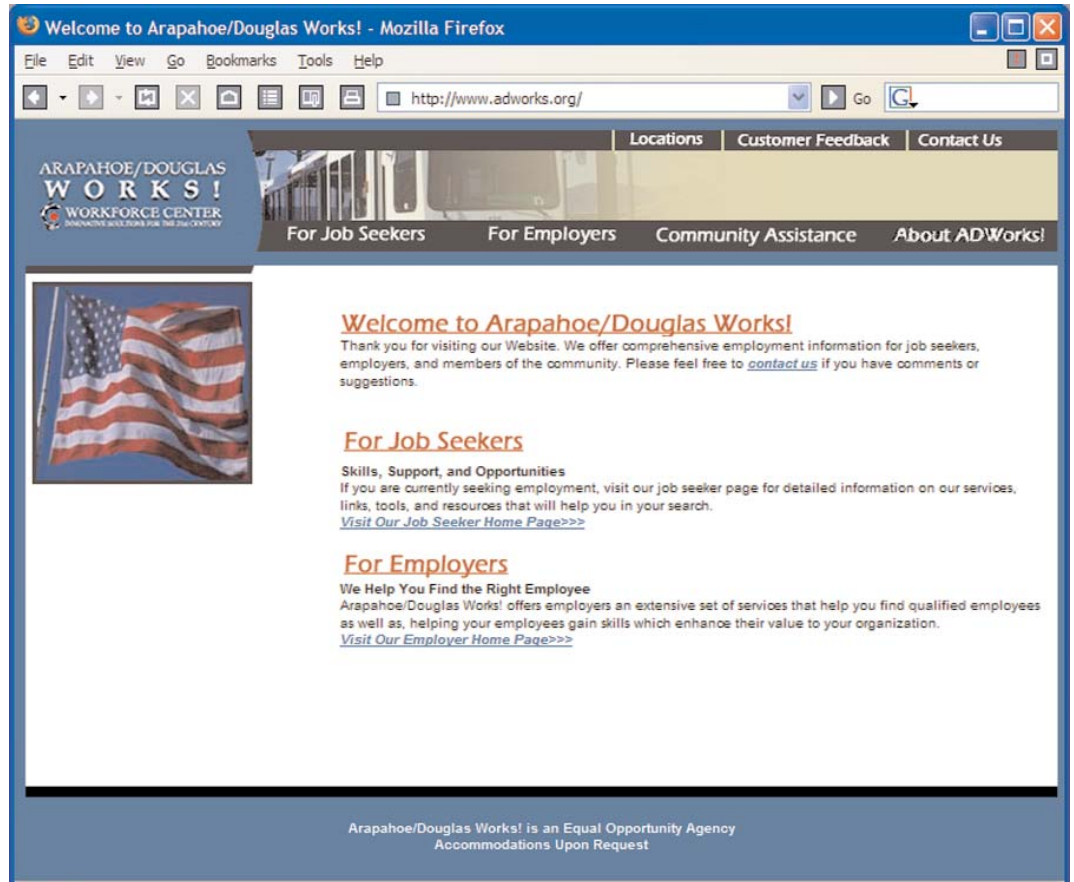 Welcome to Arapahoe/Douglas Works! - Mozilla Firefox
File Edit View Go Bookmarks Tools Help
http://www.adworks.org/ Go G
Locations Customer Feedback Contact Us
ARAPAHOE/DOUGLAS
WORKS!
WORKFORCE CENTER
INNOVATIVE SOLUTIONS FOR THE 21st CENTURY
For Job Seekers For Employers Community Assistance About ADWorks!
Welcome to Arapahoe/Douglas Works!
Thank you for visiting our Website. We offer comprehensive employment information for job seekers,
employers, and members of the community. Please feel free to contact us if you have comments or
suggestions.
For Job Seekers
Skills, Support, and Opportunities
If you are currently seeking employment, visit our job seeker page for detailed information on our services,
links, tools, and resources that will help you in your search.
Visit Our Job Seeker Home Page>>>
For Employers
We Help You Find the Right Employee
Arapahoe/Douglas Works! offers employers an extensive set of services that help you find qualified employees
as well as, helping your employees gain skills which enhance their value to your organization.
Visit Our Employer Home Page>>>
Arapahoe/Douglas Works! is an Equal Opportunity Agency
Accommodations Upon Request